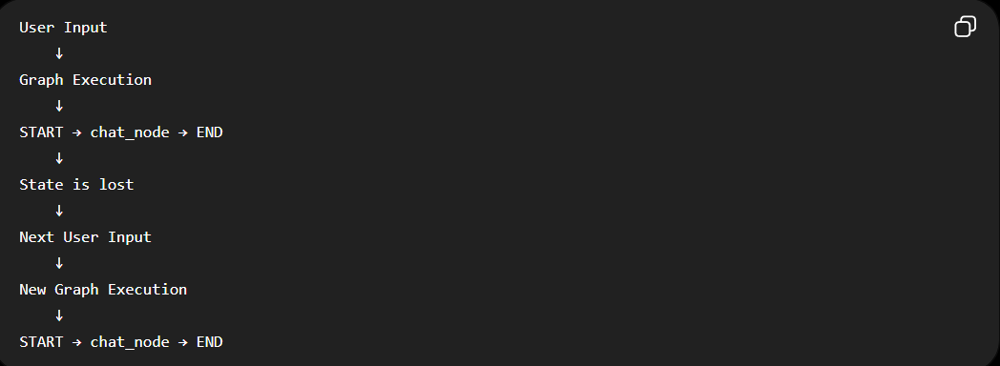 User Input
↓
Graph Execution
↓
START → chat_node → END
↓
State is lost
↓
Next User Input
↓
New Graph Execution
↓
START → chat_node → END